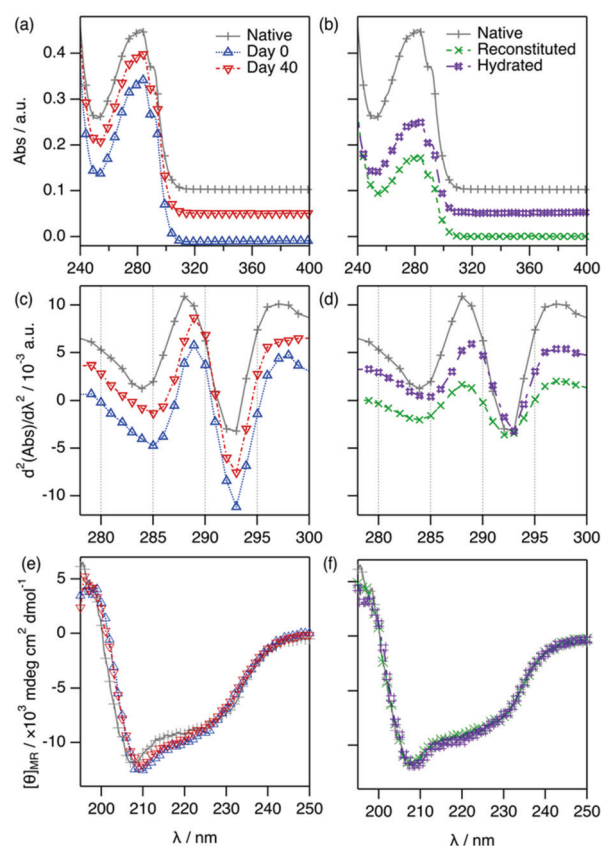 (a)
Native
Day 0
Day 40
(b)
Native
Reconstituted
Hydrated
Abs / a.u.
0.4
0.3
0.2
0.1
0.0
240 280 320 360 400
240 280 320 360 400
(c)
(d)
d²(Abs)/dλ² / 10⁻³ a.u.
10
5
0
-5
-10
280 285 290 295 300
280 285 290 295 300
(e)
(f)
[θ]MR / ×10³ mdeg cm² dmol⁻¹
5
0
-5
-10
200 210 220 230 240 250
200 210 220 230 240 250
λ / nm
λ / nm